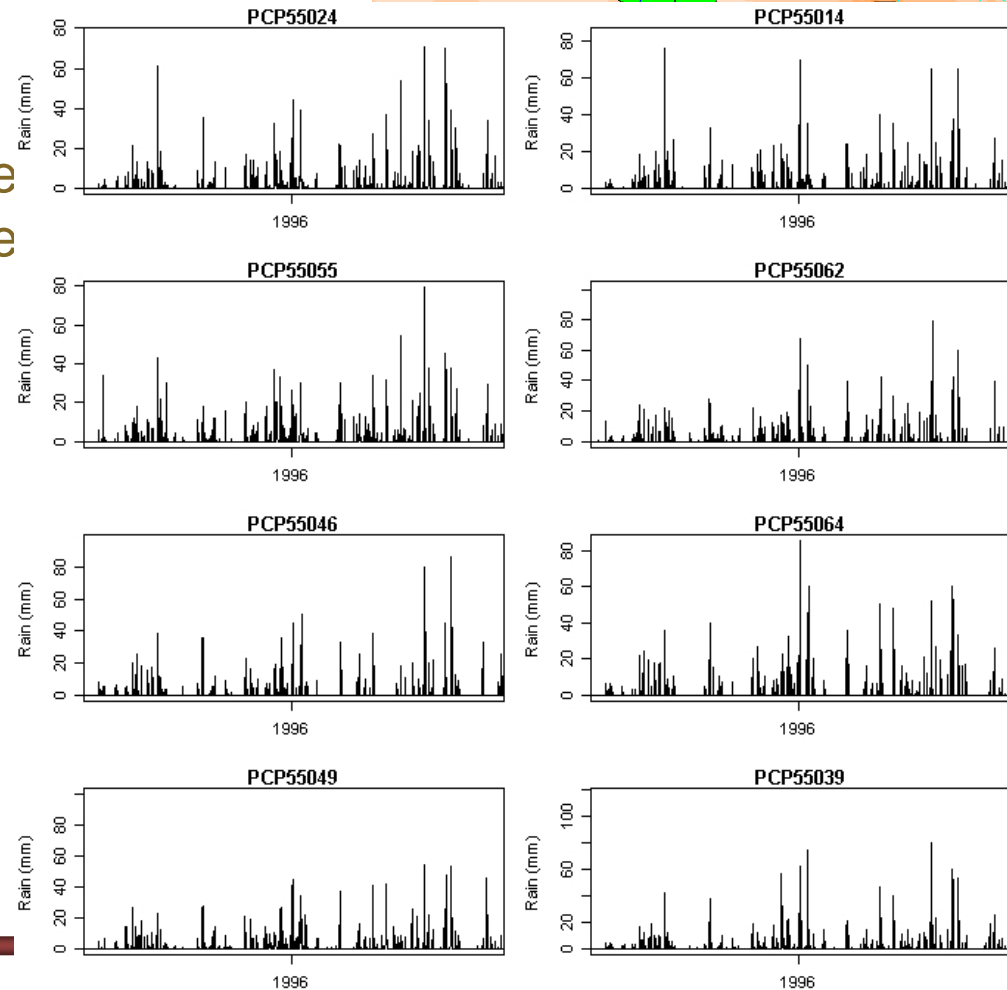 PCP55024 PCP55014
Rain (mm) 0 20 40 60 80 Rain (mm) 0 20 40 60 80
1996 1996
e
e
PCP55055 PCP55062
Rain (mm) 0 20 40 60 80 Rain (mm) 0 20 40 60 80
1996 1996
PCP55046 PCP55064
Rain (mm) 0 20 40 60 80 Rain (mm) 0 20 40 60 80
1996 1996
PCP55049 PCP55039
Rain (mm) 0 20 40 60 80 Rain (mm) 0 20 60 100
1996 1996